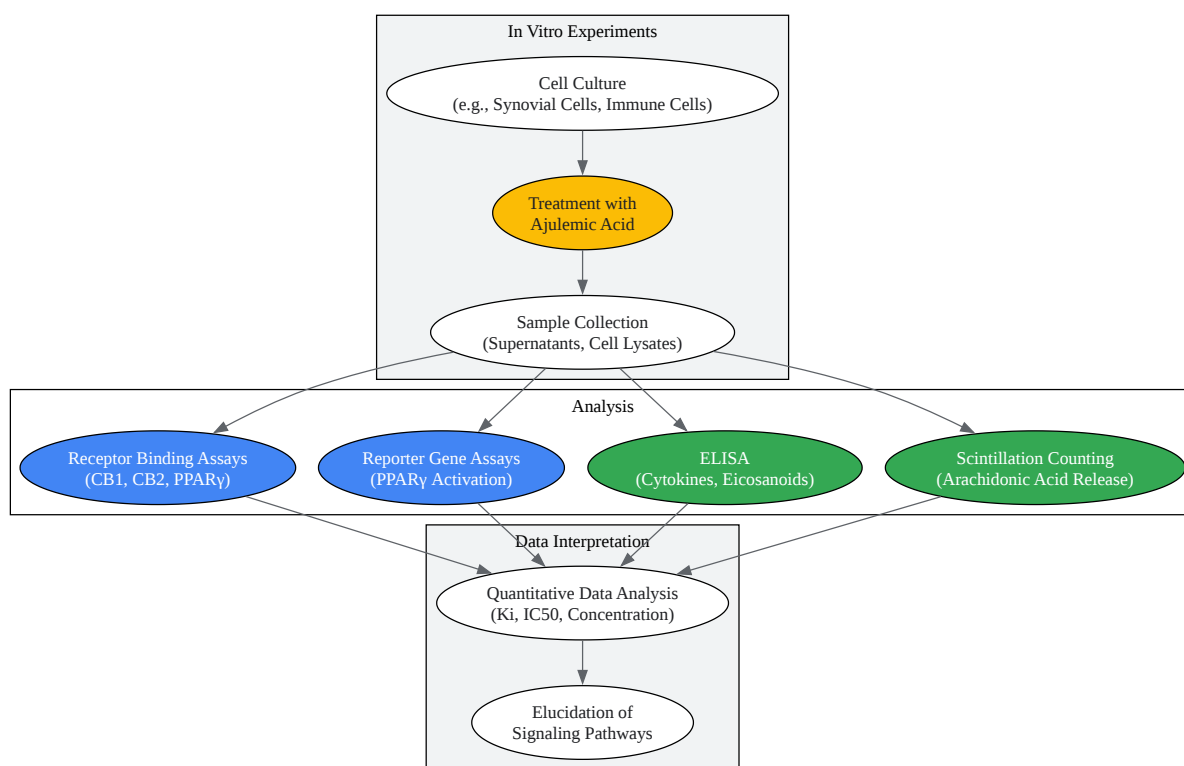 In Vitro Experiments
Cell Culture
(e.g., Synovial Cells, Immune Cells)
Treatment with
Ajulemic Acid
Sample Collection
(Supernatants, Cell Lysates)
Analysis
Receptor Binding Assays
(CB1, CB2, PPARγ)
Reporter Gene Assays
(PPARγ Activation)
ELISA
(Cytokines, Eicosanoids)
Scintillation Counting
(Arachidonic Acid Release)
Data Interpretation
Quantitative Data Analysis
(Ki, IC50, Concentration)
Elucidation of
Signaling Pathways